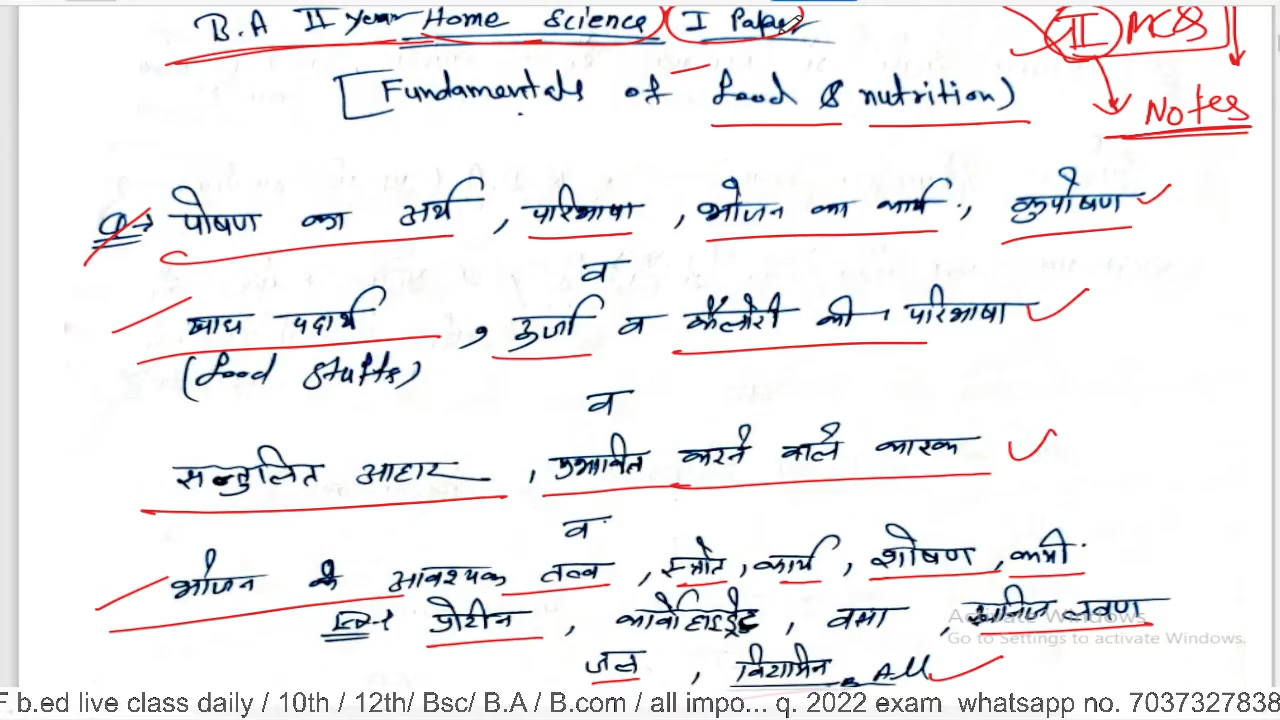 B.A II year Home Science (I Paper)
II MCQ
[Fundamentals of food & nutrition)
Notes
Q→ पोषण का अर्थ, परिभाषा, भोजन का कार्य, कुपोषण
व
खाद्य पदार्थ, ऊर्जा व कैलोरी की परिभाषा
(food stuffs)
व
सन्तुलित आहार, प्रभावित करने वाले कारक
व
भोजन के आवश्यक तत्व, स्त्रोत, कार्य, शोषण, कमी
प्रोटीन, कार्बोहाइड्रेट, वसा, खनिज लवण
Activate Windows
Go to Settings to activate Windows.
जल, विटामिन All
F b.ed live class daily / 10th / 12th/ Bsc/ B.A / B.com / all impo... q. 2022 exam whatsapp no. 7037327838